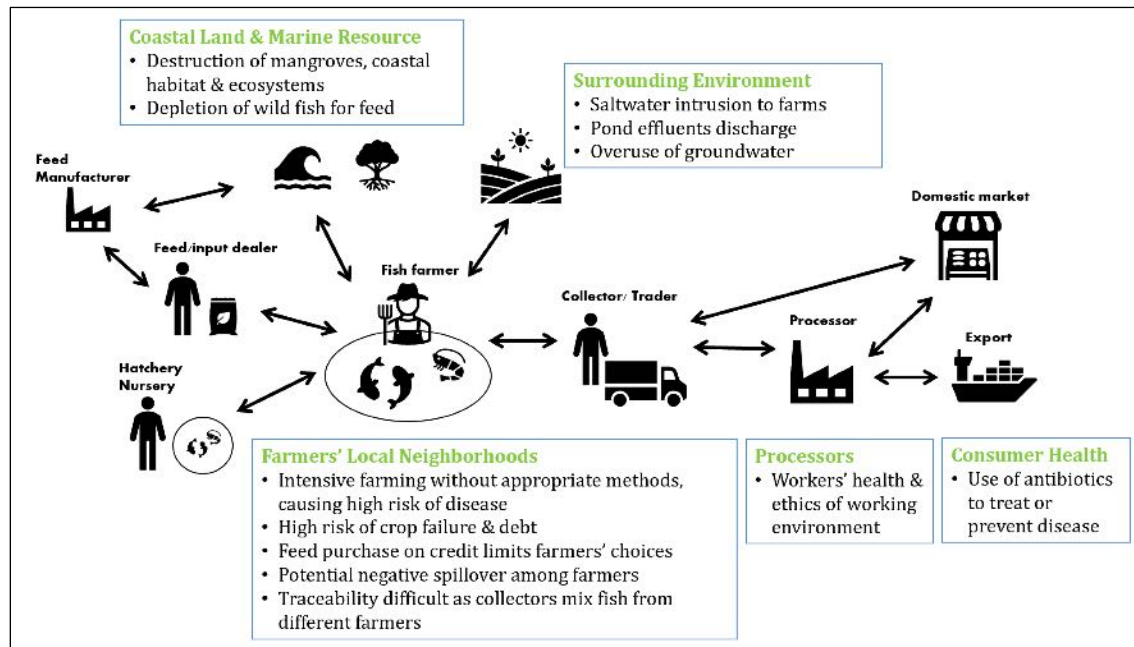 Coastal Land & Marine Resource
• Destruction of mangroves, coastal
habitat & ecosystems
• Depletion of wild fish for feed
Surrounding Environment
• Saltwater intrusion to farms
• Pond effluents discharge
• Overuse of groundwater
Feed
Manufacturer
Domestic market
Feed/input dealer
Fish farmer
Collector/ Trader
Processor
Export
Hatchery
Nursery
Farmers' Local Neighborhoods
• Intensive farming without appropriate methods,
causing high risk of disease
• High risk of crop failure & debt
• Feed purchase on credit limits farmers' choices
• Potential negative spillover among farmers
• Traceability difficult as collectors mix fish from
different farmers
Processors
• Workers' health &
ethics of working
environment
Consumer Health
• Use of antibiotics
to treat or
prevent disease